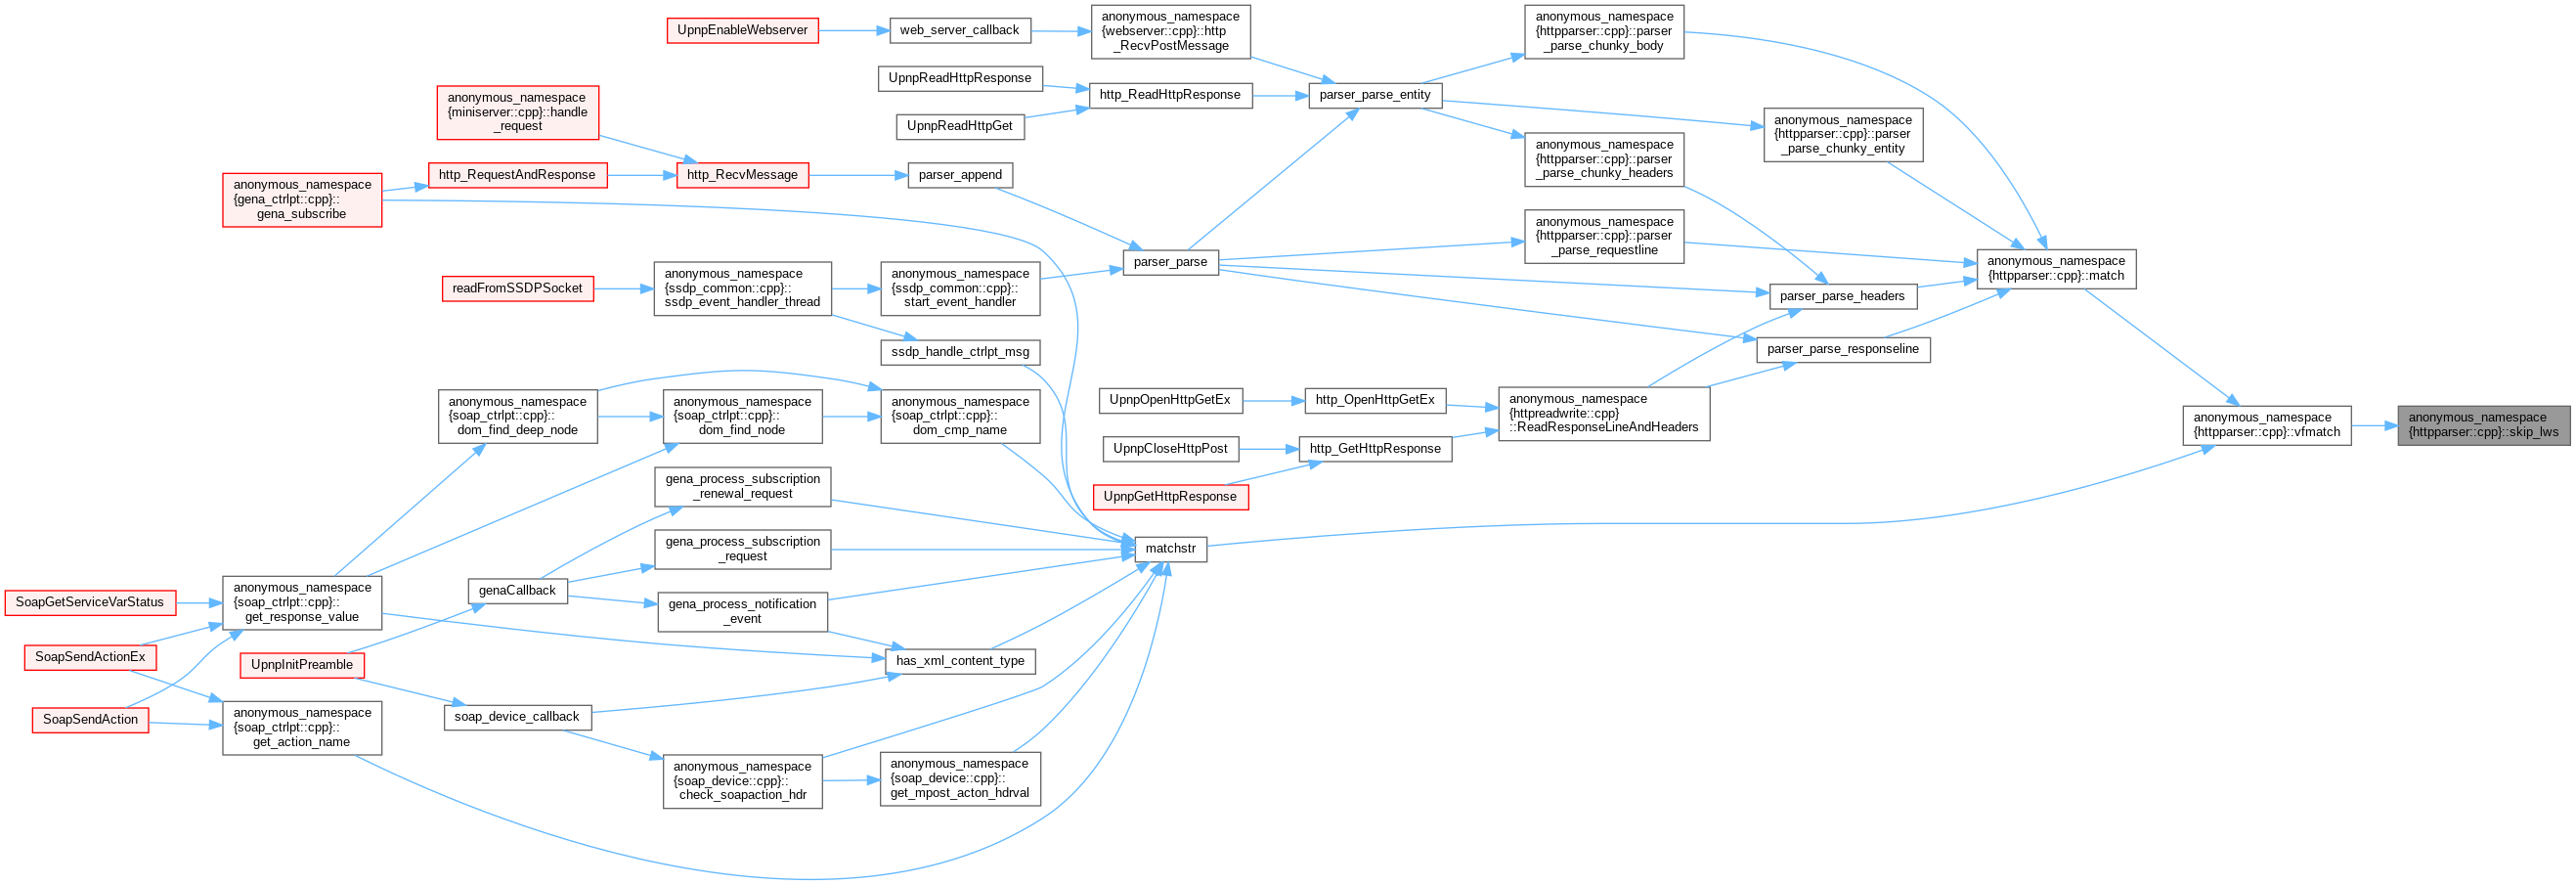 UpnpEnableWebserver
web_server_callback
anonymous_namespace
{webserver::cpp}::http
_RecvPostMessage
anonymous_namespace
{httpparser::cpp}::parser
_parse_chunky_body
UpnpReadHttpResponse
http_ReadHttpResponse
parser_parse_entity
UpnpReadHttpGet
anonymous_namespace
{miniserver::cpp}::handle
_request
anonymous_namespace
{httpparser::cpp}::parser
_parse_chunky_entity
anonymous_namespace
{httpparser::cpp}::parser
_parse_chunky_headers
http_RequestAndResponse
http_RecvMessage
parser_append
anonymous_namespace
{gena_ctrlpt::cpp}::
gena_subscribe
anonymous_namespace
{httpparser::cpp}::parser
_parse_requestline
parser_parse
anonymous_namespace
{httpparser::cpp}::match
readFromSSDPSocket
anonymous_namespace
{ssdp_common::cpp}::
ssdp_event_handler_thread
anonymous_namespace
{ssdp_common::cpp}::
start_event_handler
parser_parse_headers
ssdp_handle_ctrlpt_msg
parser_parse_responseline
anonymous_namespace
{soap_ctrlpt::cpp}::
dom_find_deep_node
anonymous_namespace
{soap_ctrlpt::cpp}::
dom_find_node
anonymous_namespace
{soap_ctrlpt::cpp}::
dom_cmp_name
UpnpOpenHttpGetEx
http_OpenHttpGetEx
anonymous_namespace
{httpreadwrite::cpp}
::ReadResponseLineAndHeaders
anonymous_namespace
{httpparser::cpp}::vfmatch
anonymous_namespace
{httpparser::cpp}::skip_lws
UpnpCloseHttpPost
http_GetHttpResponse
UpnpGetHttpResponse
gena_process_subscription
_renewal_request
gena_process_subscription
_request
matchstr
genaCallback
gena_process_notification
_event
SoapGetServiceVarStatus
anonymous_namespace
{soap_ctrlpt::cpp}::
get_response_value
SoapSendActionEx
UpnpInitPreamble
has_xml_content_type
SoapSendAction
anonymous_namespace
{soap_ctrlpt::cpp}::
get_action_name
soap_device_callback
anonymous_namespace
{soap_device::cpp}::
check_soapaction_hdr
anonymous_namespace
{soap_device::cpp}::
get_mpost_acton_hdrval